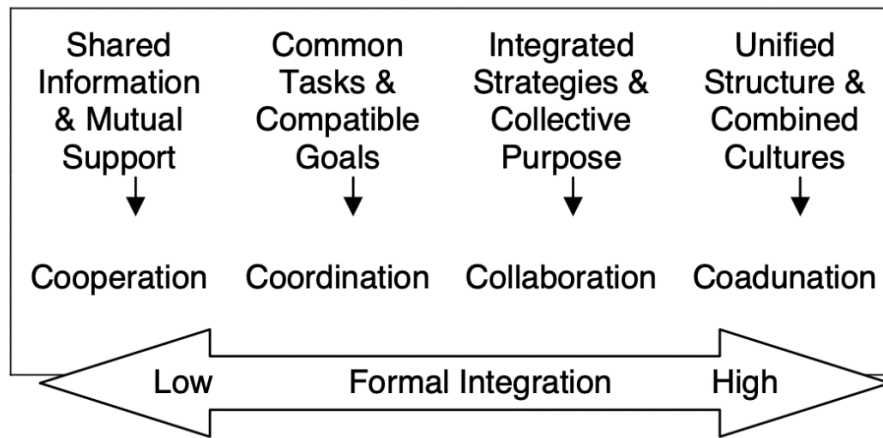 Shared
Information
& Mutual
Support
Common
Tasks &
Compatible
Goals
Integrated
Strategies &
Collective
Purpose
Unified
Structure &
Combined
Cultures
Cooperation
Coordination
Collaboration
Coadunation
Low
Formal Integration
High